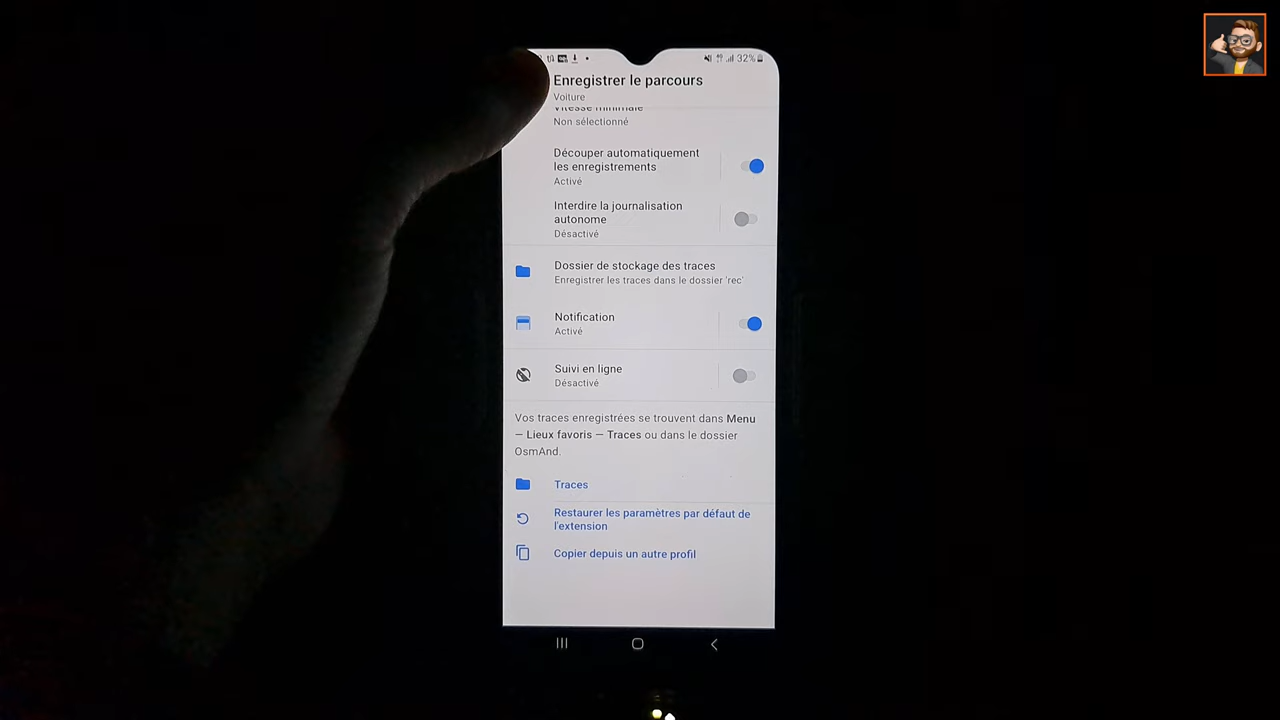 32%
Enregistrer le parcours
Voiture
Vitesse minimale
Non sélectionné
Découper automatiquement
les enregistrements
Activé
Interdire la journalisation
autonome
Désactivé
Dossier de stockage des traces
Enregistrer les traces dans le dossier 'rec'
Notification
Activé
Suivi en ligne
Désactivé
Vos traces enregistrées se trouvent dans Menu
— Lieux favoris — Traces ou dans le dossier
OsmAnd.
Traces
Restaurer les paramètres par défaut de
l'extension
Copier depuis un autre profil